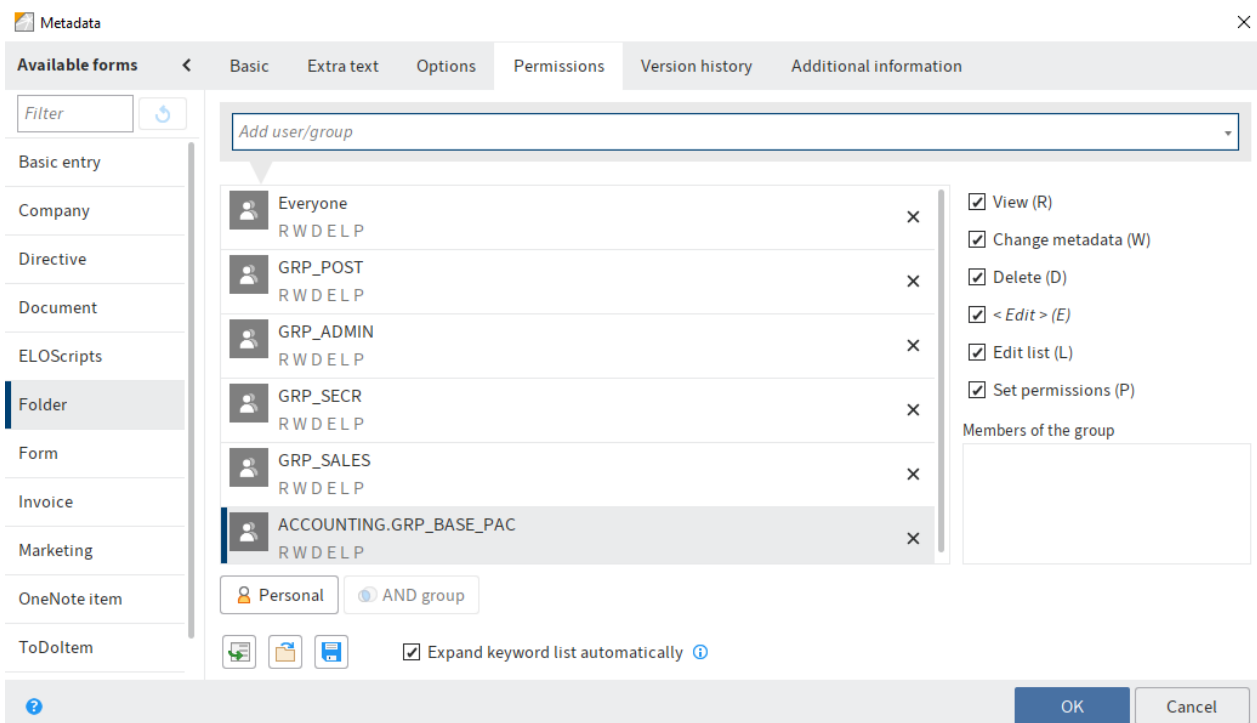 Metadata
Available forms
Basic Extra text Options Permissions Version history Additional information
Filter
Add user/group
Basic entry
Company
Directive
Document
ELOScripts
Folder
Form
Invoice
Marketing
OneNote item
ToDoItem
Everyone
R W D E L P
GRP_POST
R W D E L P
GRP_ADMIN
R W D E L P
GRP_SECR
R W D E L P
GRP_SALES
R W D E L P
ACCOUNTING.GRP_BASE_PAC
R W D E L P
View (R)
Change metadata (W)
Delete (D)
< Edit > (E)
Edit list (L)
Set permissions (P)
Members of the group
Personal AND group
Expand keyword list automatically
OK Cancel